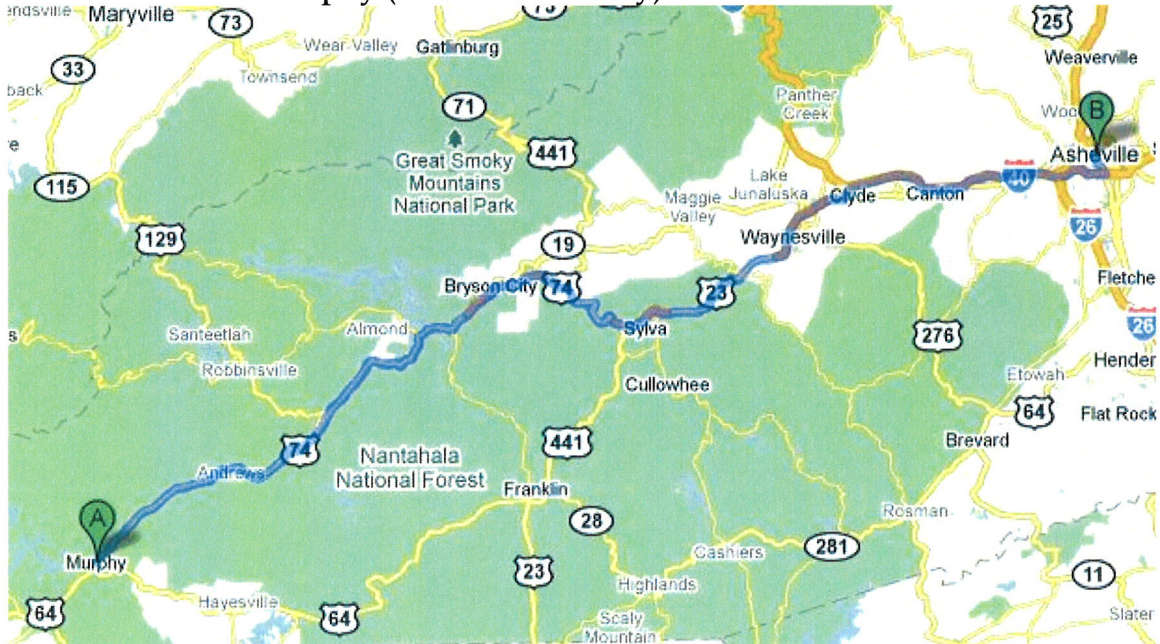 Maryville
73
Wear Valley
Gatlinburg
25
Weaverville
33
Townsend
71
Panther
Creek
B
441
Great Smoky
Mountains
National Park
Asheville
115
Lake
Junaluska
40
Maggie
Valley
Clyde
Canton
129
19
Waynesville
26
Bryson City
74
23
Fletche
Santeetlah
Almond
Sylva
276
26
Robbinsville
Cullowhee
Etowah
Hender
64
Flat Rock
74
441
Brevard
Andrews
Nantahala
National Forest
Franklin
A
28
Rosman
Murphy
23
Cashiers
281
11
64
Hayesville
64
Highlands
Scaly
Mountain
Slater